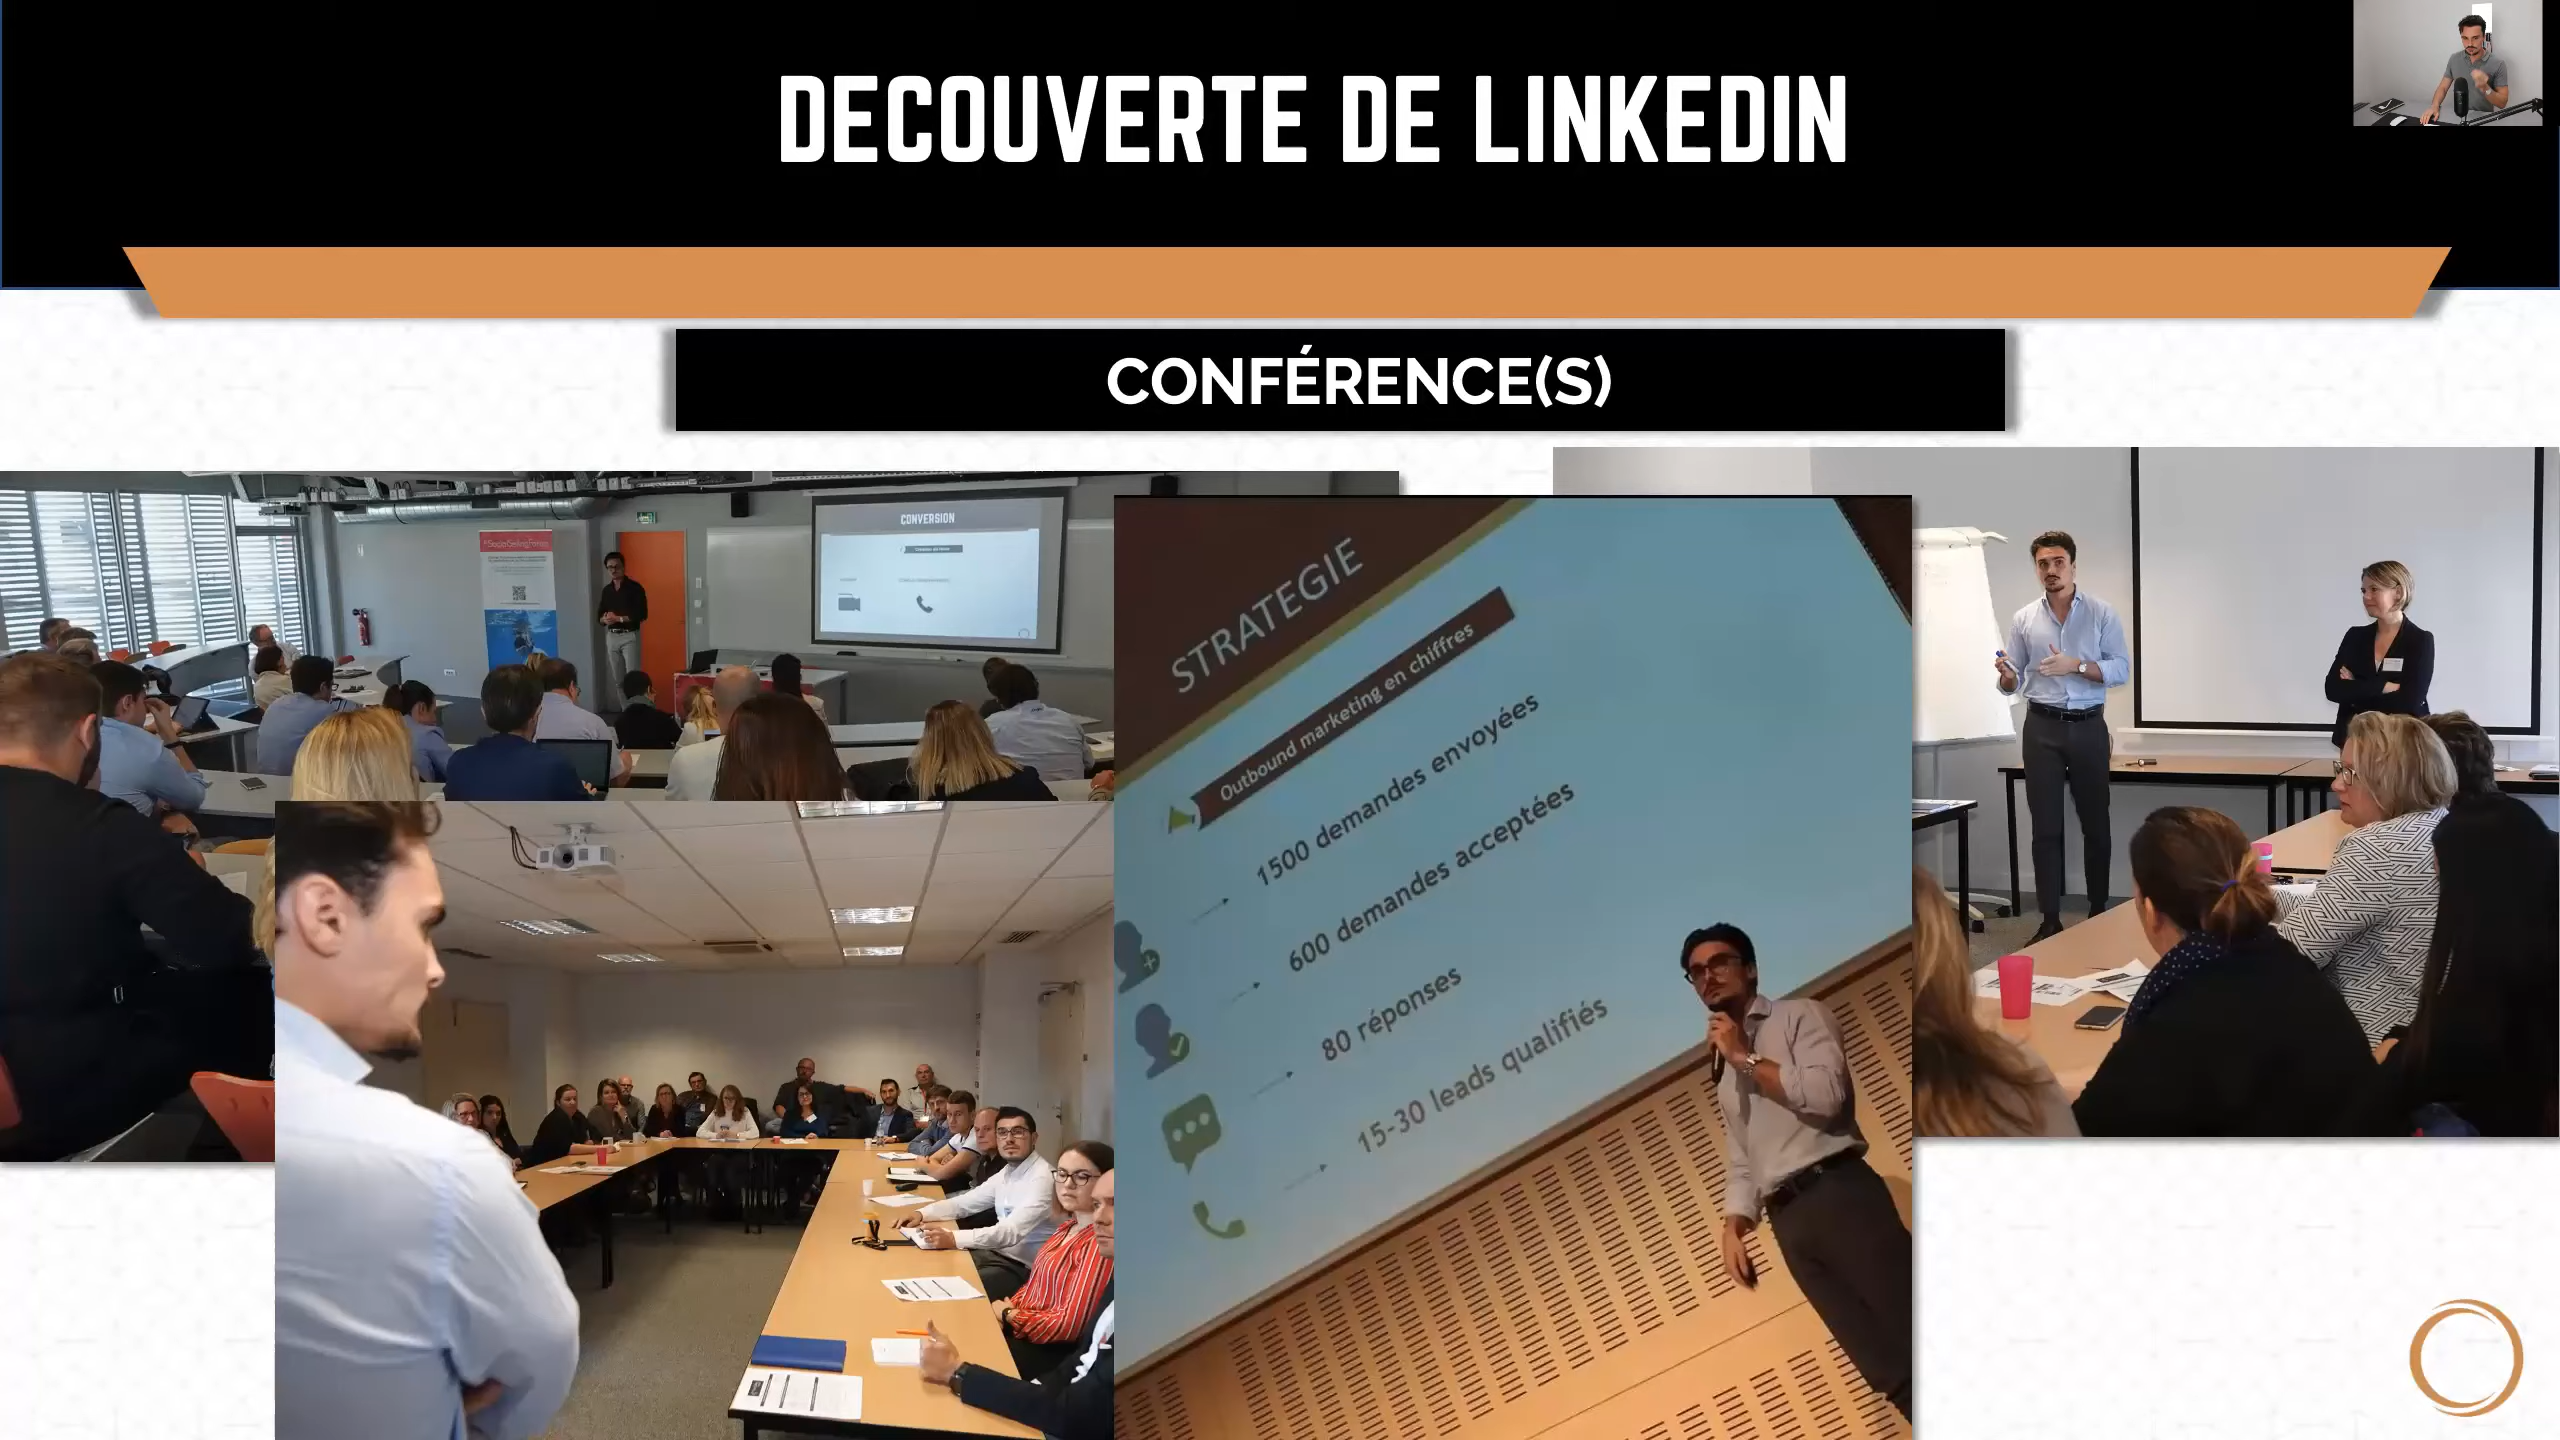 DECOUVERTE DE LINKEDIN
CONFÉRENCE(S)
#SocialSellingForum
CONVERSION
STRATEGIE
Outbound marketing en chiffres
1500 demandes envoyées
600 demandes acceptées
80 réponses
15-30 leads qualifiés